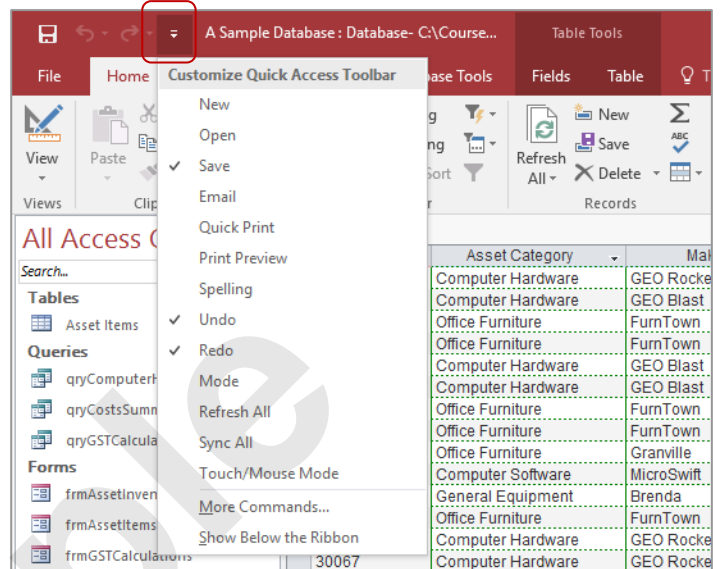 A Sample Database : Database- C:\Course... Table Tools
File Home base Tools Fields Table
Customize Quick Access Toolbar
New
Open
✓ Save
Email
Quick Print
Print Preview
Spelling
✓ Undo
✓ Redo
Mode
Refresh All
Sync All
Touch/Mouse Mode
More Commands...
Show Below the Ribbon
View
Views
Paste
Clip
Sort
Refresh All
New
Save
Delete
Records
ABC
All Access
Search...
Tables
Asset Items
Queries
qryComputerH
qryCostsSumm
qryGSTCalcula
Forms
frmAssetInven
frmAssetItems
frmGSTCalculations
Asset Category Mak
Computer Hardware GEO Rocke
Computer Hardware GEO Blast
Office Furniture FurnTown
Office Furniture FurnTown
Computer Hardware GEO Blast
Computer Hardware GEO Blast
Office Furniture FurnTown
Office Furniture FurnTown
Office Furniture Granville
Computer Software MicroSwift
General Equipment Brenda
Office Furniture FurnTown
Computer Hardware GEO Rocke
30067 Computer Hardware GEO Rocke